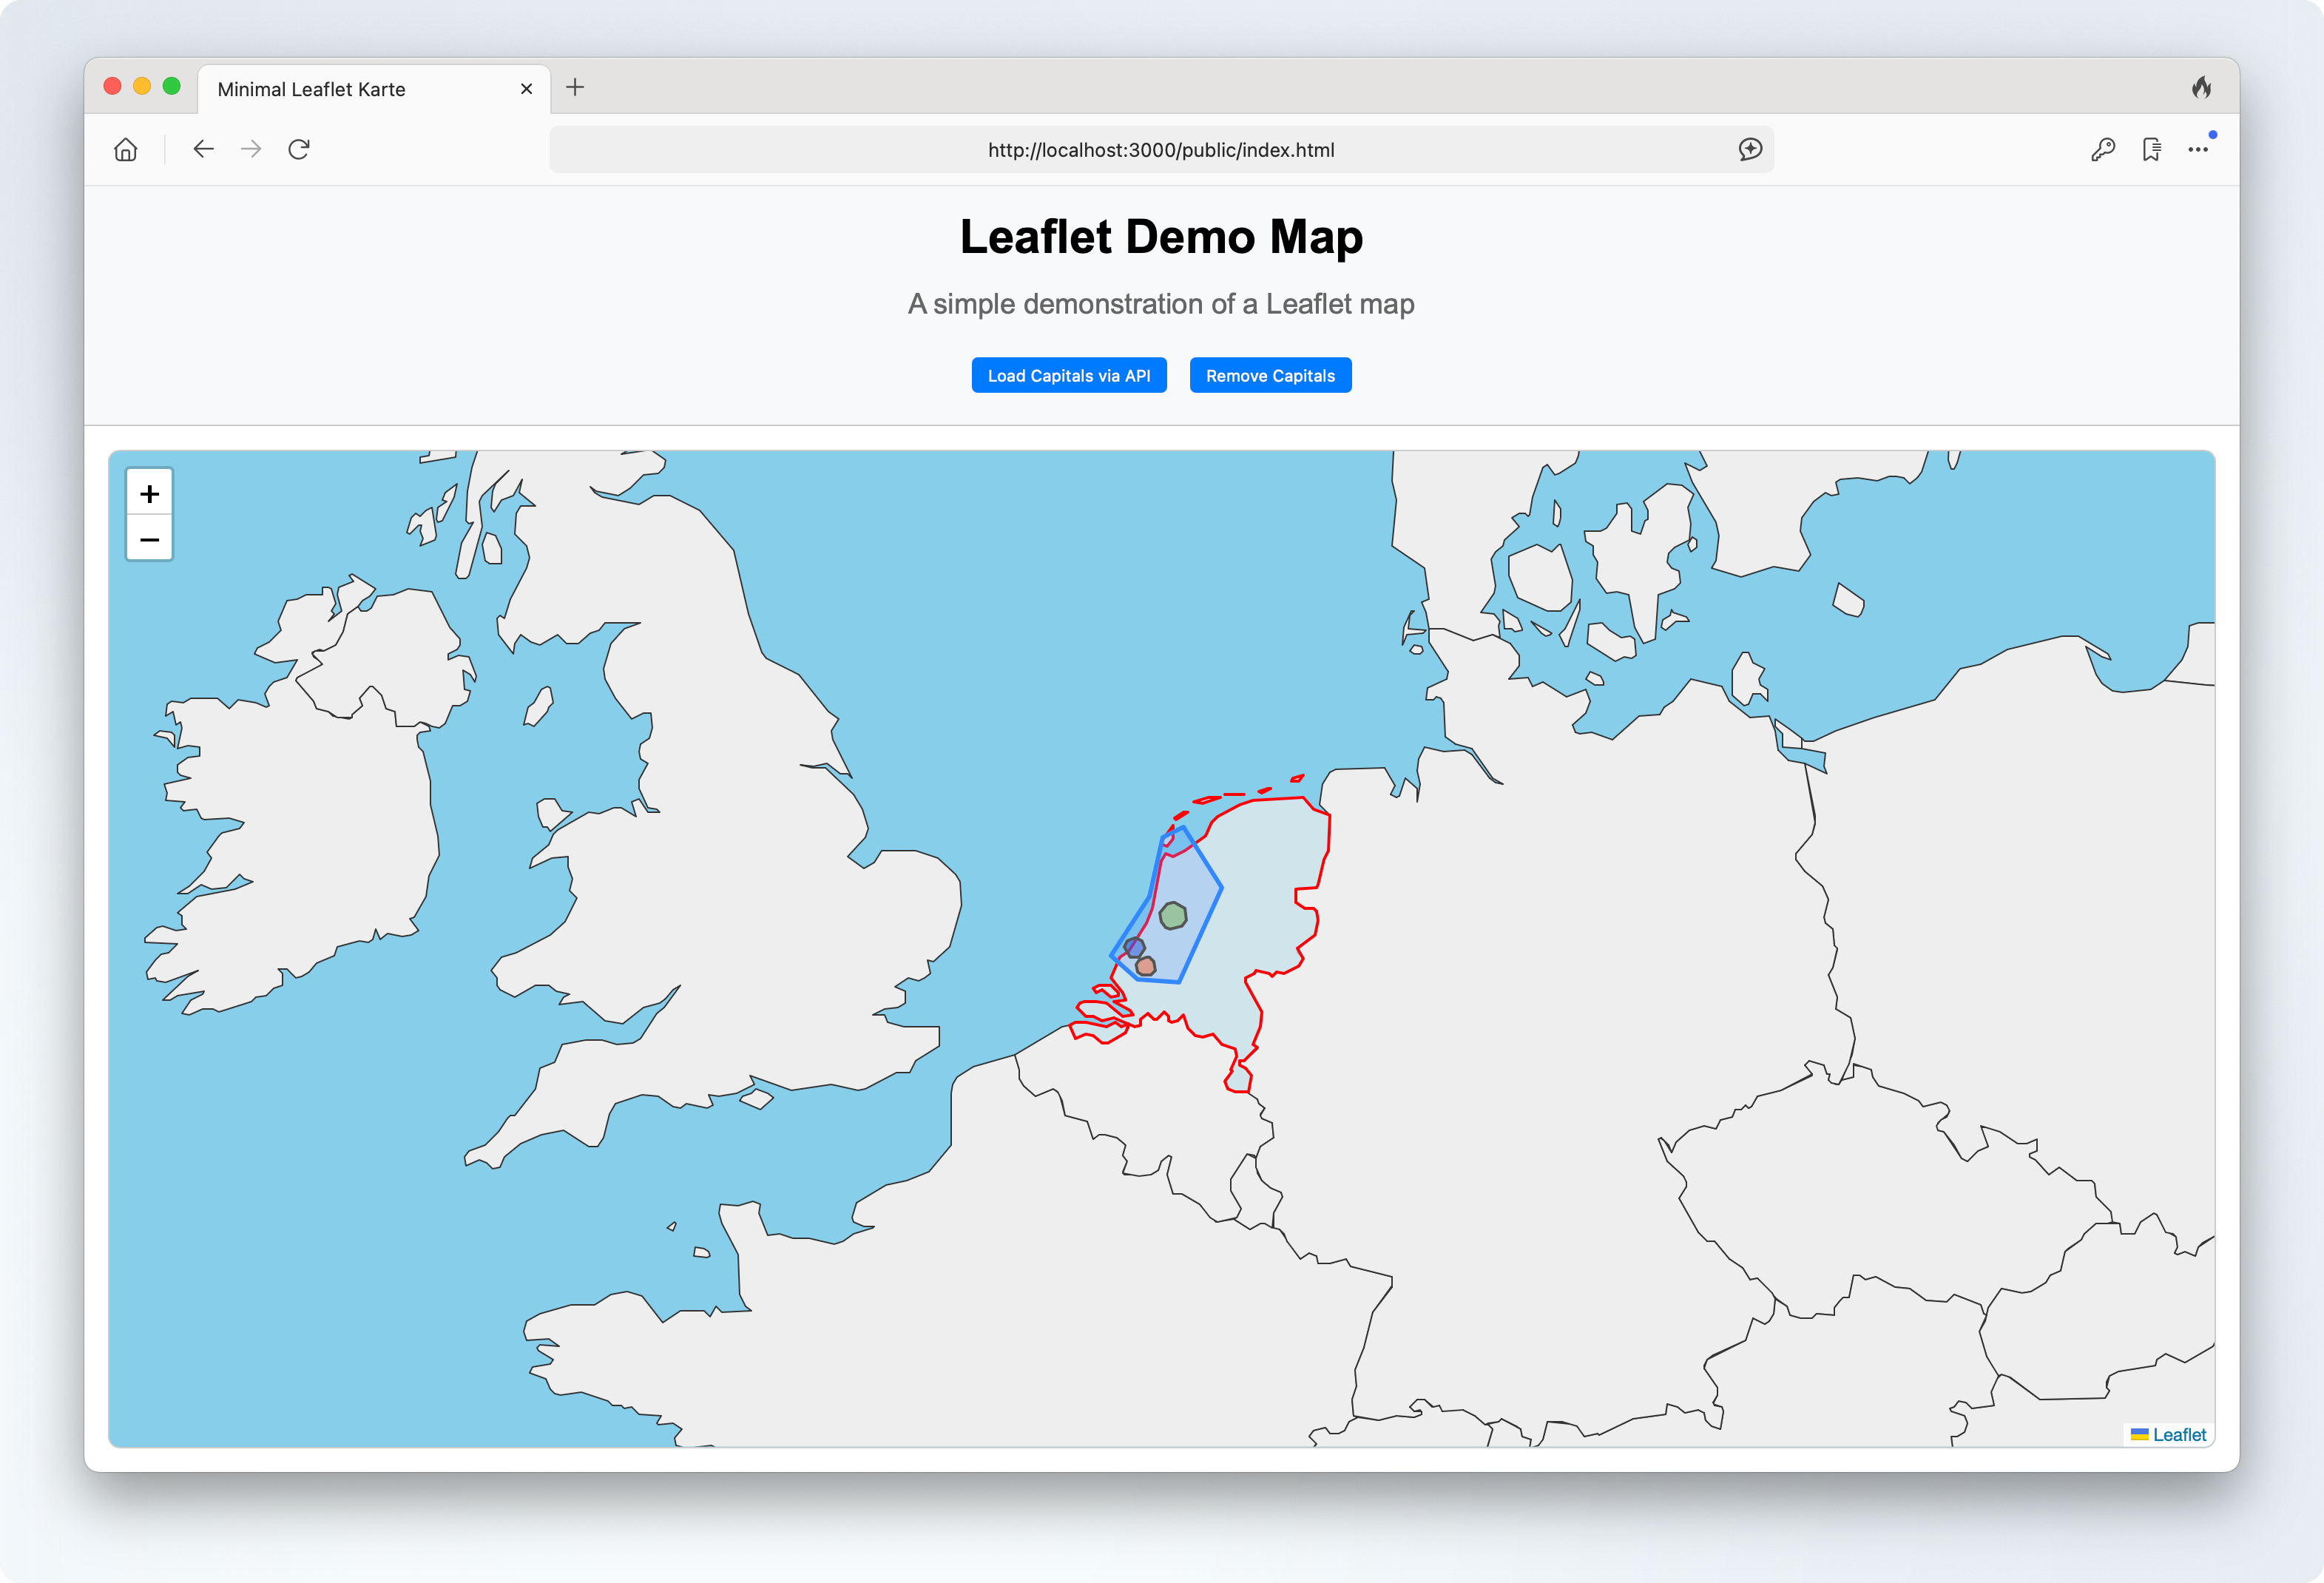 Minimal Leaflet Karte
http://localhost:3000/public/index.html
Leaflet Demo Map
A simple demonstration of a Leaflet map
Load Capitals via API
Remove Capitals
+
−
Leaflet